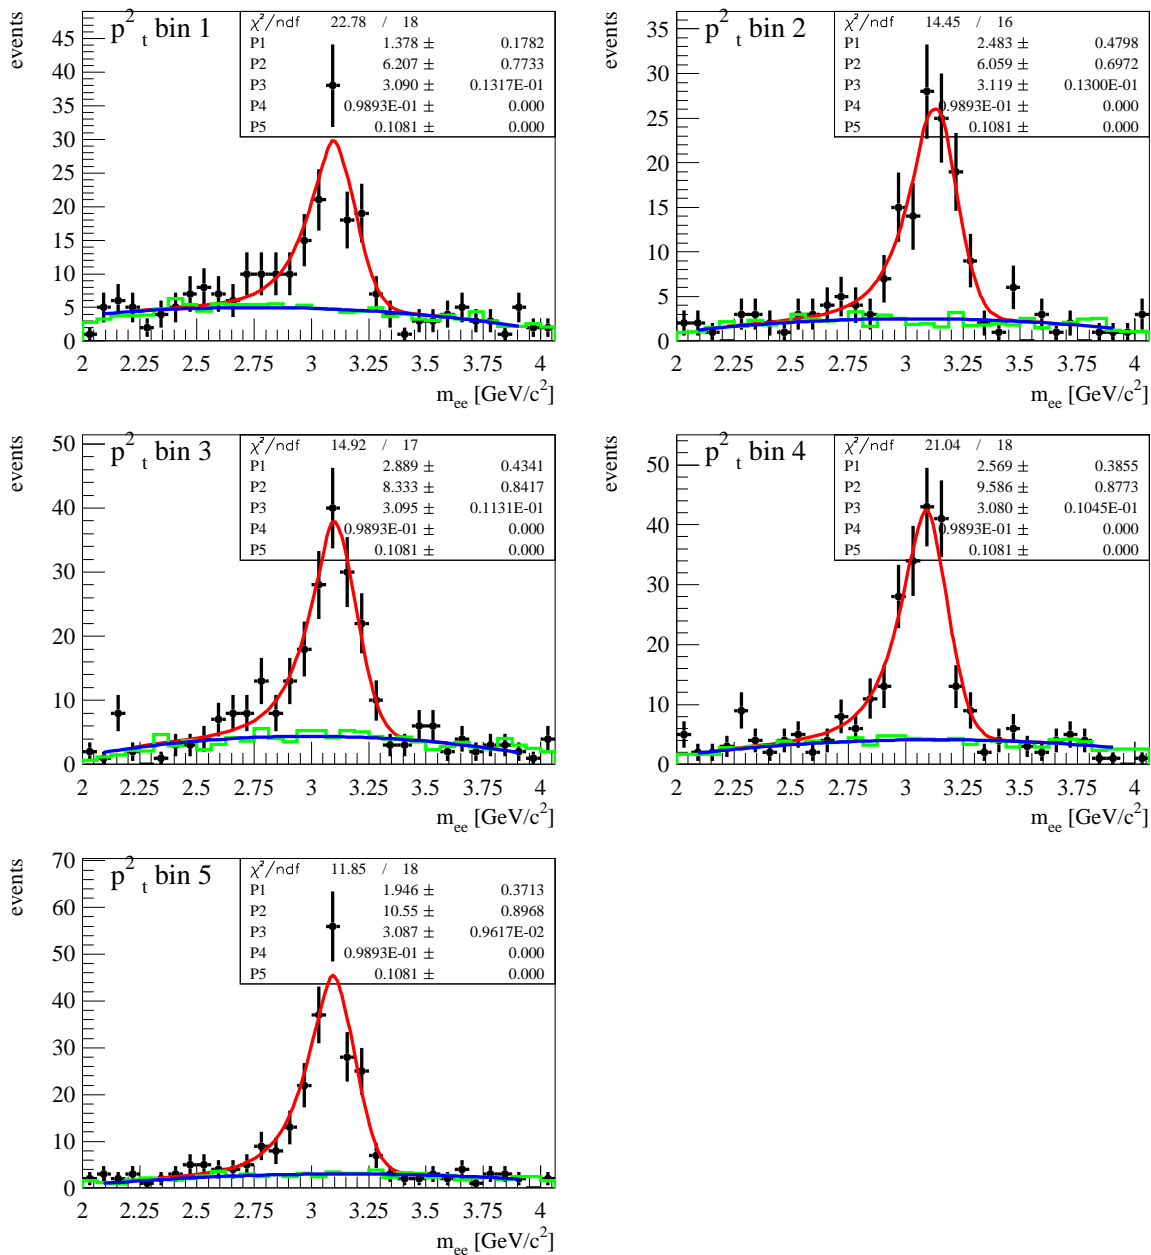 p²t bin 1
χ²/ndf 22.78 / 18
P1 1.378 ± 0.1782
P2 6.207 ± 0.7733
P3 3.090 ± 0.1317E-01
P4 0.9893E-01 ± 0.000
P5 0.1081 ± 0.000
events
45
40
35
30
25
20
15
10
5
0
2 2.25 2.5 2.75 3 3.25 3.5 3.75 4
mee [GeV/c²]
p²t bin 2
χ²/ndf 14.45 / 16
P1 2.483 ± 0.4798
P2 6.059 ± 0.6972
P3 3.119 ± 0.1300E-01
P4 0.9893E-01 ± 0.000
P5 0.1081 ± 0.000
events
35
30
25
20
15
10
5
0
2 2.25 2.5 2.75 3 3.25 3.5 3.75 4
mee [GeV/c²]
p²t bin 3
χ²/ndf 14.92 / 17
P1 2.889 ± 0.4341
P2 8.333 ± 0.8417
P3 3.095 ± 0.1131E-01
P4 0.9893E-01 ± 0.000
P5 0.1081 ± 0.000
events
50
40
30
20
10
0
2 2.25 2.5 2.75 3 3.25 3.5 3.75 4
mee [GeV/c²]
p²t bin 4
χ²/ndf 21.04 / 18
P1 2.569 ± 0.3855
P2 9.586 ± 0.8773
P3 3.080 ± 0.1045E-01
P4 0.9893E-01 ± 0.000
P5 0.1081 ± 0.000
events
50
40
30
20
10
0
2 2.25 2.5 2.75 3 3.25 3.5 3.75 4
mee [GeV/c²]
p²t bin 5
χ²/ndf 11.85 / 18
P1 1.946 ± 0.3713
P2 10.55 ± 0.8968
P3 3.087 ± 0.9617E-02
P4 0.9893E-01 ± 0.000
P5 0.1081 ± 0.000
events
70
60
50
40
30
20
10
0
2 2.25 2.5 2.75 3 3.25 3.5 3.75 4
mee [GeV/c²]